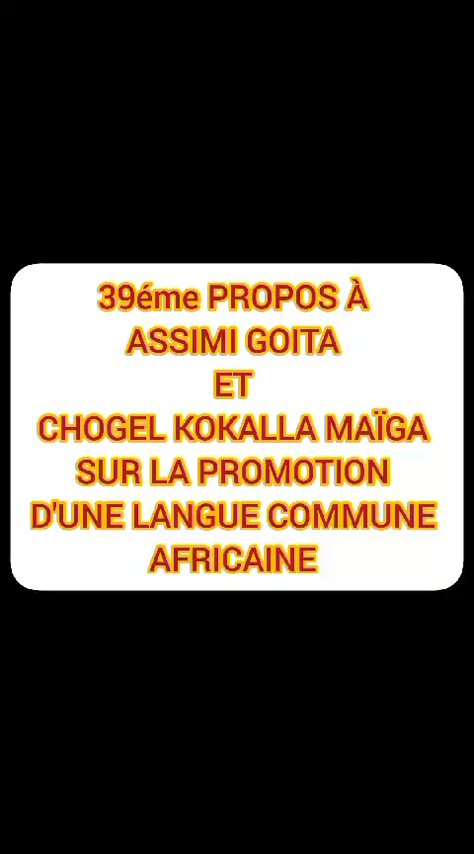 39éme PROPOS À
ASSIMI GOITA
ET
CHOGEL KOKALLA MAÏGA
SUR LA PROMOTION
D'UNE LANGUE COMMUNE
AFRICAINE